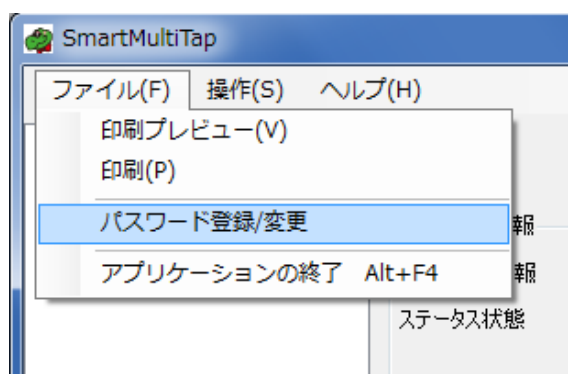 SmartMultiTap
ファイル(F) 操作(S) ヘルプ(H)
印刷プレビュー(V)
印刷(P)
パスワード登録/変更
報
アプリケーションの終了 Alt+F4
報
ステータス状態